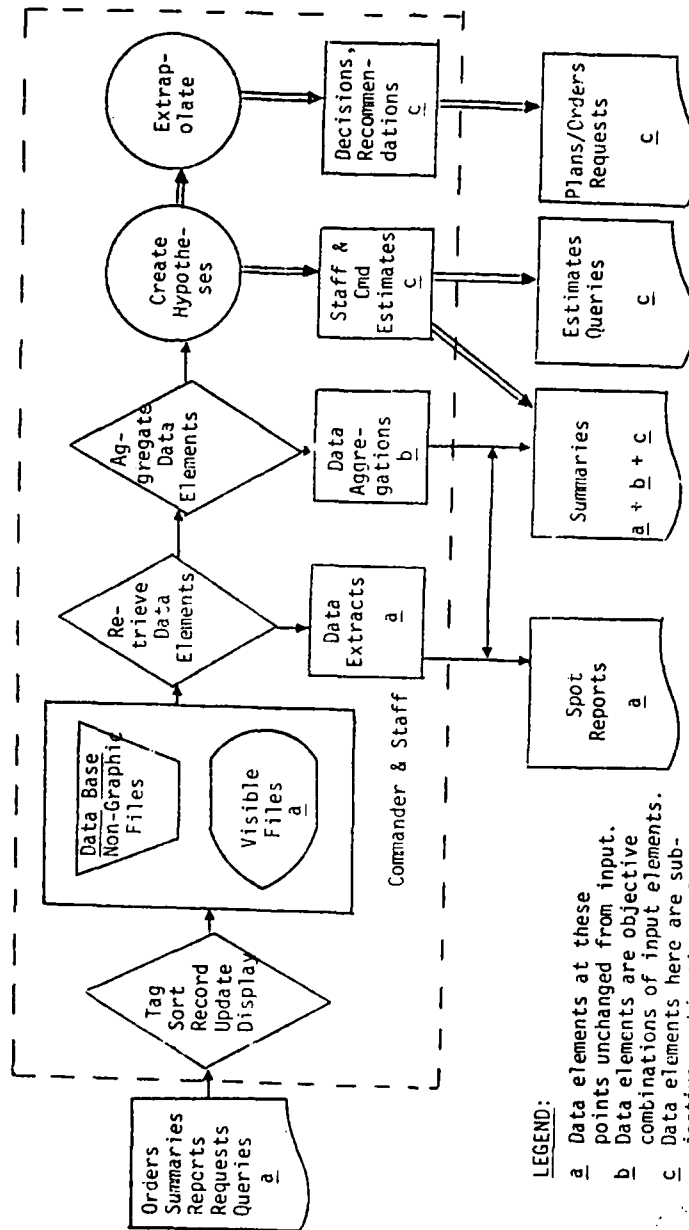 Orders
Summaries
Reports
Requests
Queries
a
Tag
Sort
Record
Update
Display
Data Base
Non-Graphic
Files
Visible
Files
a
Commander & Staff
Re-
trieve
Data
Elements
Ag-
gregate
Data
Elements
Create
Hypothe-
ses
Extrap-
olate
Data
Extracts
a
Data
Aggre-
gations
b
Staff &
Cmd
Estimates
c
Decisions,
Recommen-
dations
c
Spot
Reports
a
Summaries
a + b + c
Estimates
Queries
c
Plans/Orders
Requests
c
LEGEND:
a Data elements at these
points unchanged from input.
b Data elements are objective
combinations of input elements.
c Data elements here are sub-